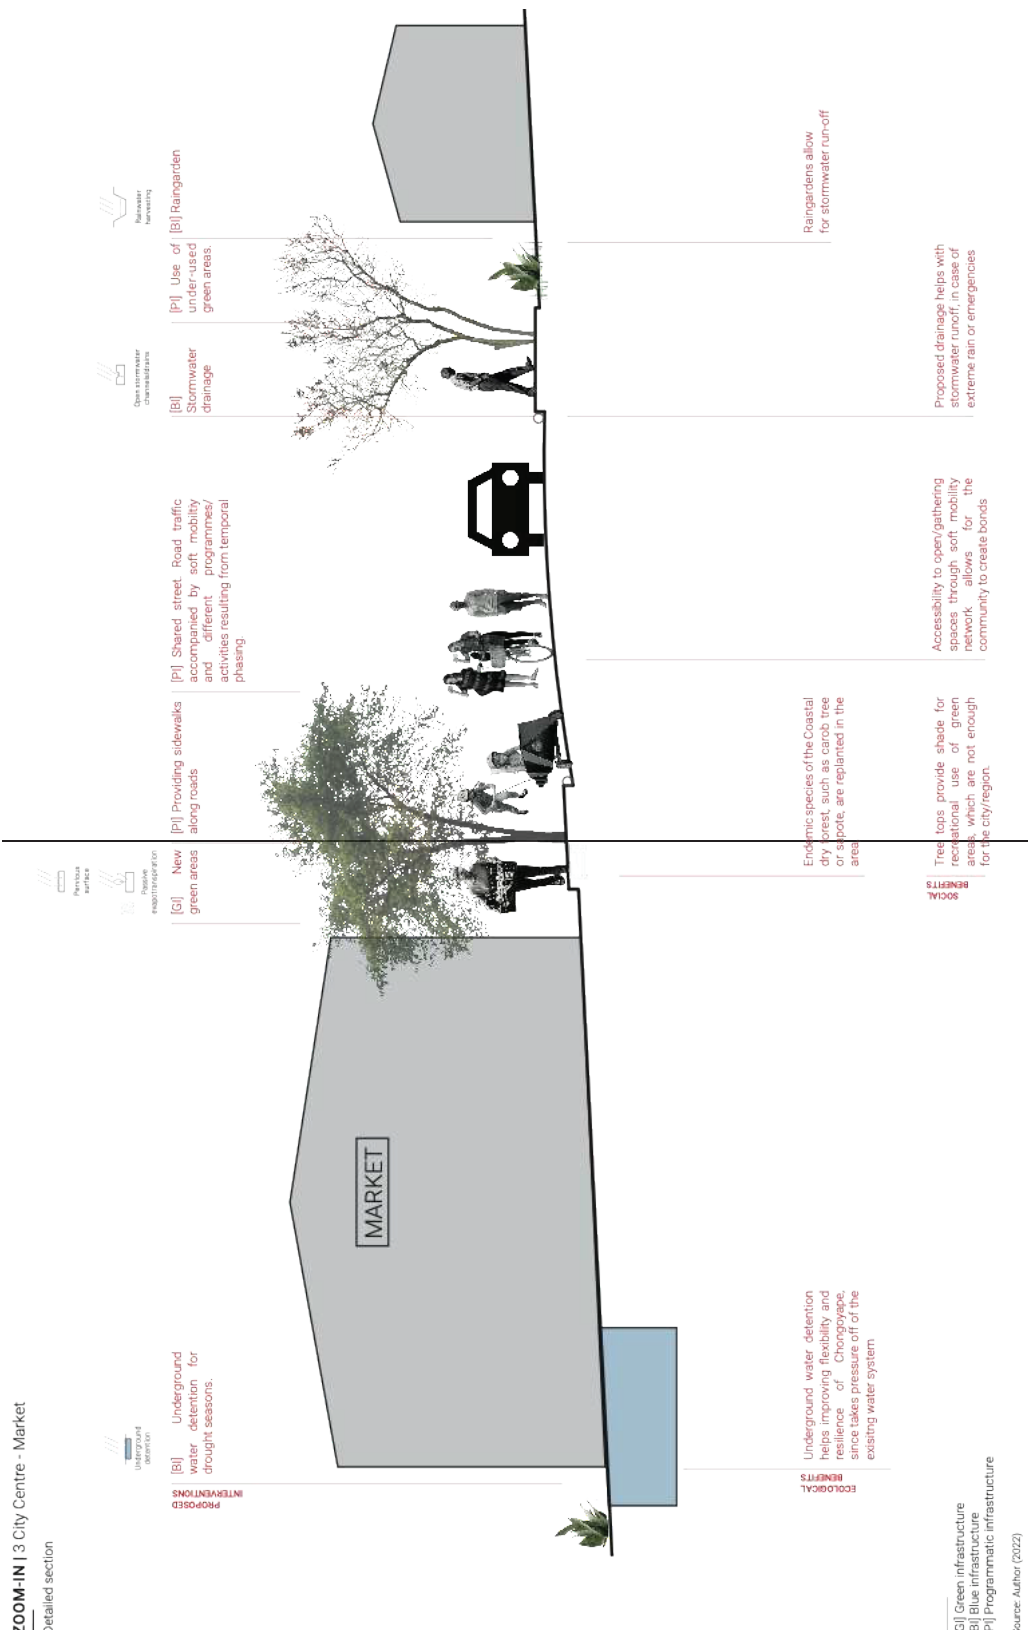 ZOOM-IN | 3 City Centre - Market
Detailed section
Underground
detention
Pervious
surface
Passive
evapotranspiration
Open stormwater
channels/drains
Rainwater
harvesting
PROPOSED
INTERVENTIONS
[BI] Underground
water detention for
drought seasons.
[GI] New
green areas
[PI] Providing sidewalks
along roads
[PI] Shared street. Road traffic
accompanied by soft mobiltiy
and different programmes/
activities resulting from temporal
phasing.
[BI]
Stormwater
drainage
[PI] Use of
under-used
green areas.
[BI] Raingarden
MARKET
ECOLOGICAL
BENEFITS
Underground water detention
helps improving flexibility and
resilience of Chongoyape,
since takes pressure off of the
exisitng water system
Endemic species of the Coastal
dry forest, such as carob tree
or sapote, are replanted in the
area
Raingardens allow
for stormwater run-off
SOCIAL
BENEFITS
Tree tops provide shade for
recreational use of green
areas, which are not enough
for the city/region.
Accessibility to open/gathering
spaces through soft mobility
network allows for the
community to create bonds
Proposed drainage helps with
stormwater runoff, in case of
extreme rain or emergencies
GI] Green infrastructure
BI] Blue infrastructure
PI] Programmatic infrastructure
Source: Author (2022)